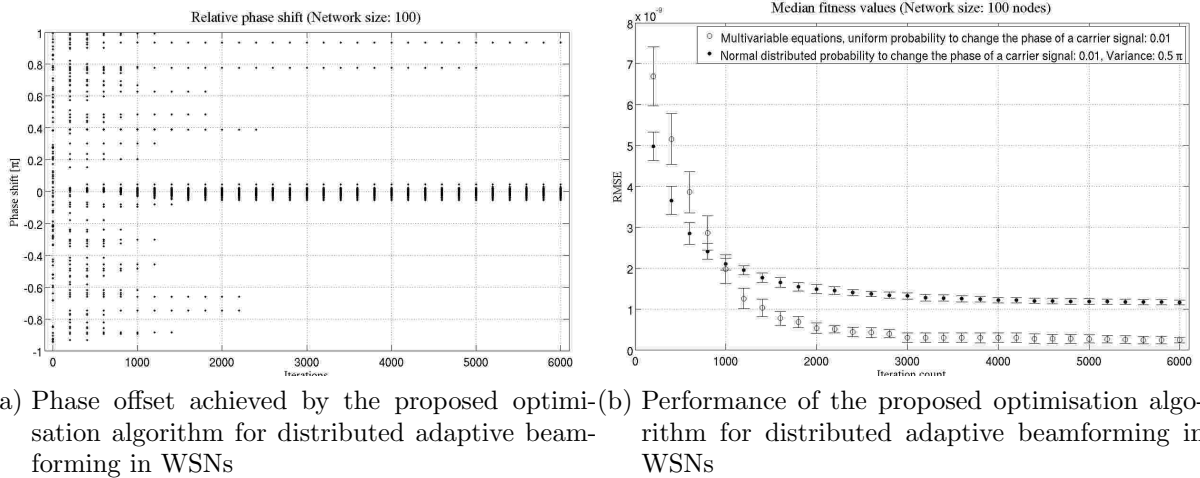 Relative phase shift (Network size: 100)
1
0.8
0.6
0.4
0.2
0
-0.2
-0.4
-0.6
-0.8
-1
Phase shift [π]
0
1000
2000
3000
4000
5000
6000
Iterations
Median fitness values (Network size: 100 nodes)
8 x 10^-9
7
6
5
4
3
2
1
0
RMSE
Multivariable equations, uniform probability to change the phase of a carrier signal: 0.01
Normal distributed probability to change the phase of a carrier signal: 0.01, Variance: 0.5 π
1000
2000
3000
4000
5000
6000
Iteration count
a) Phase offset achieved by the proposed optimi-
sation algorithm for distributed adaptive beam-
forming in WSNs
(b) Performance of the proposed optimisation algo-
rithm for distributed adaptive beamforming in
WSNs